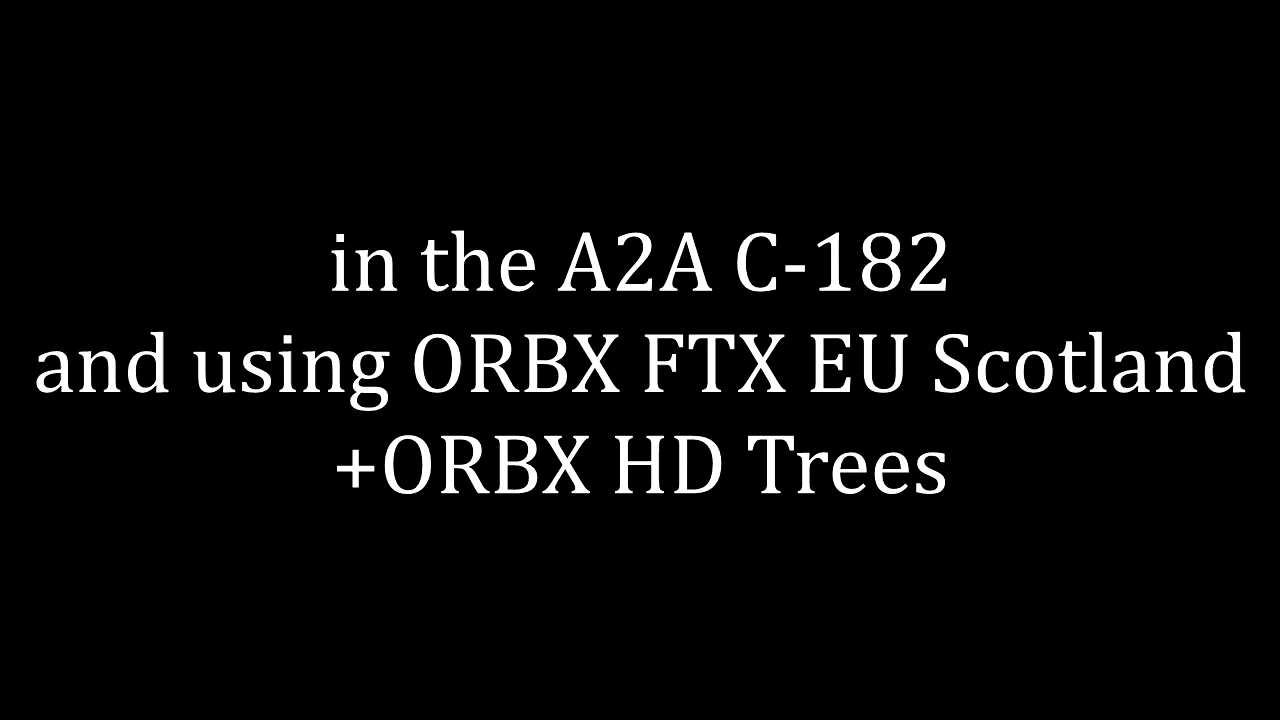 in the A2A C-182
and using ORBX FTX EU Scotland
+ORBX HD Trees